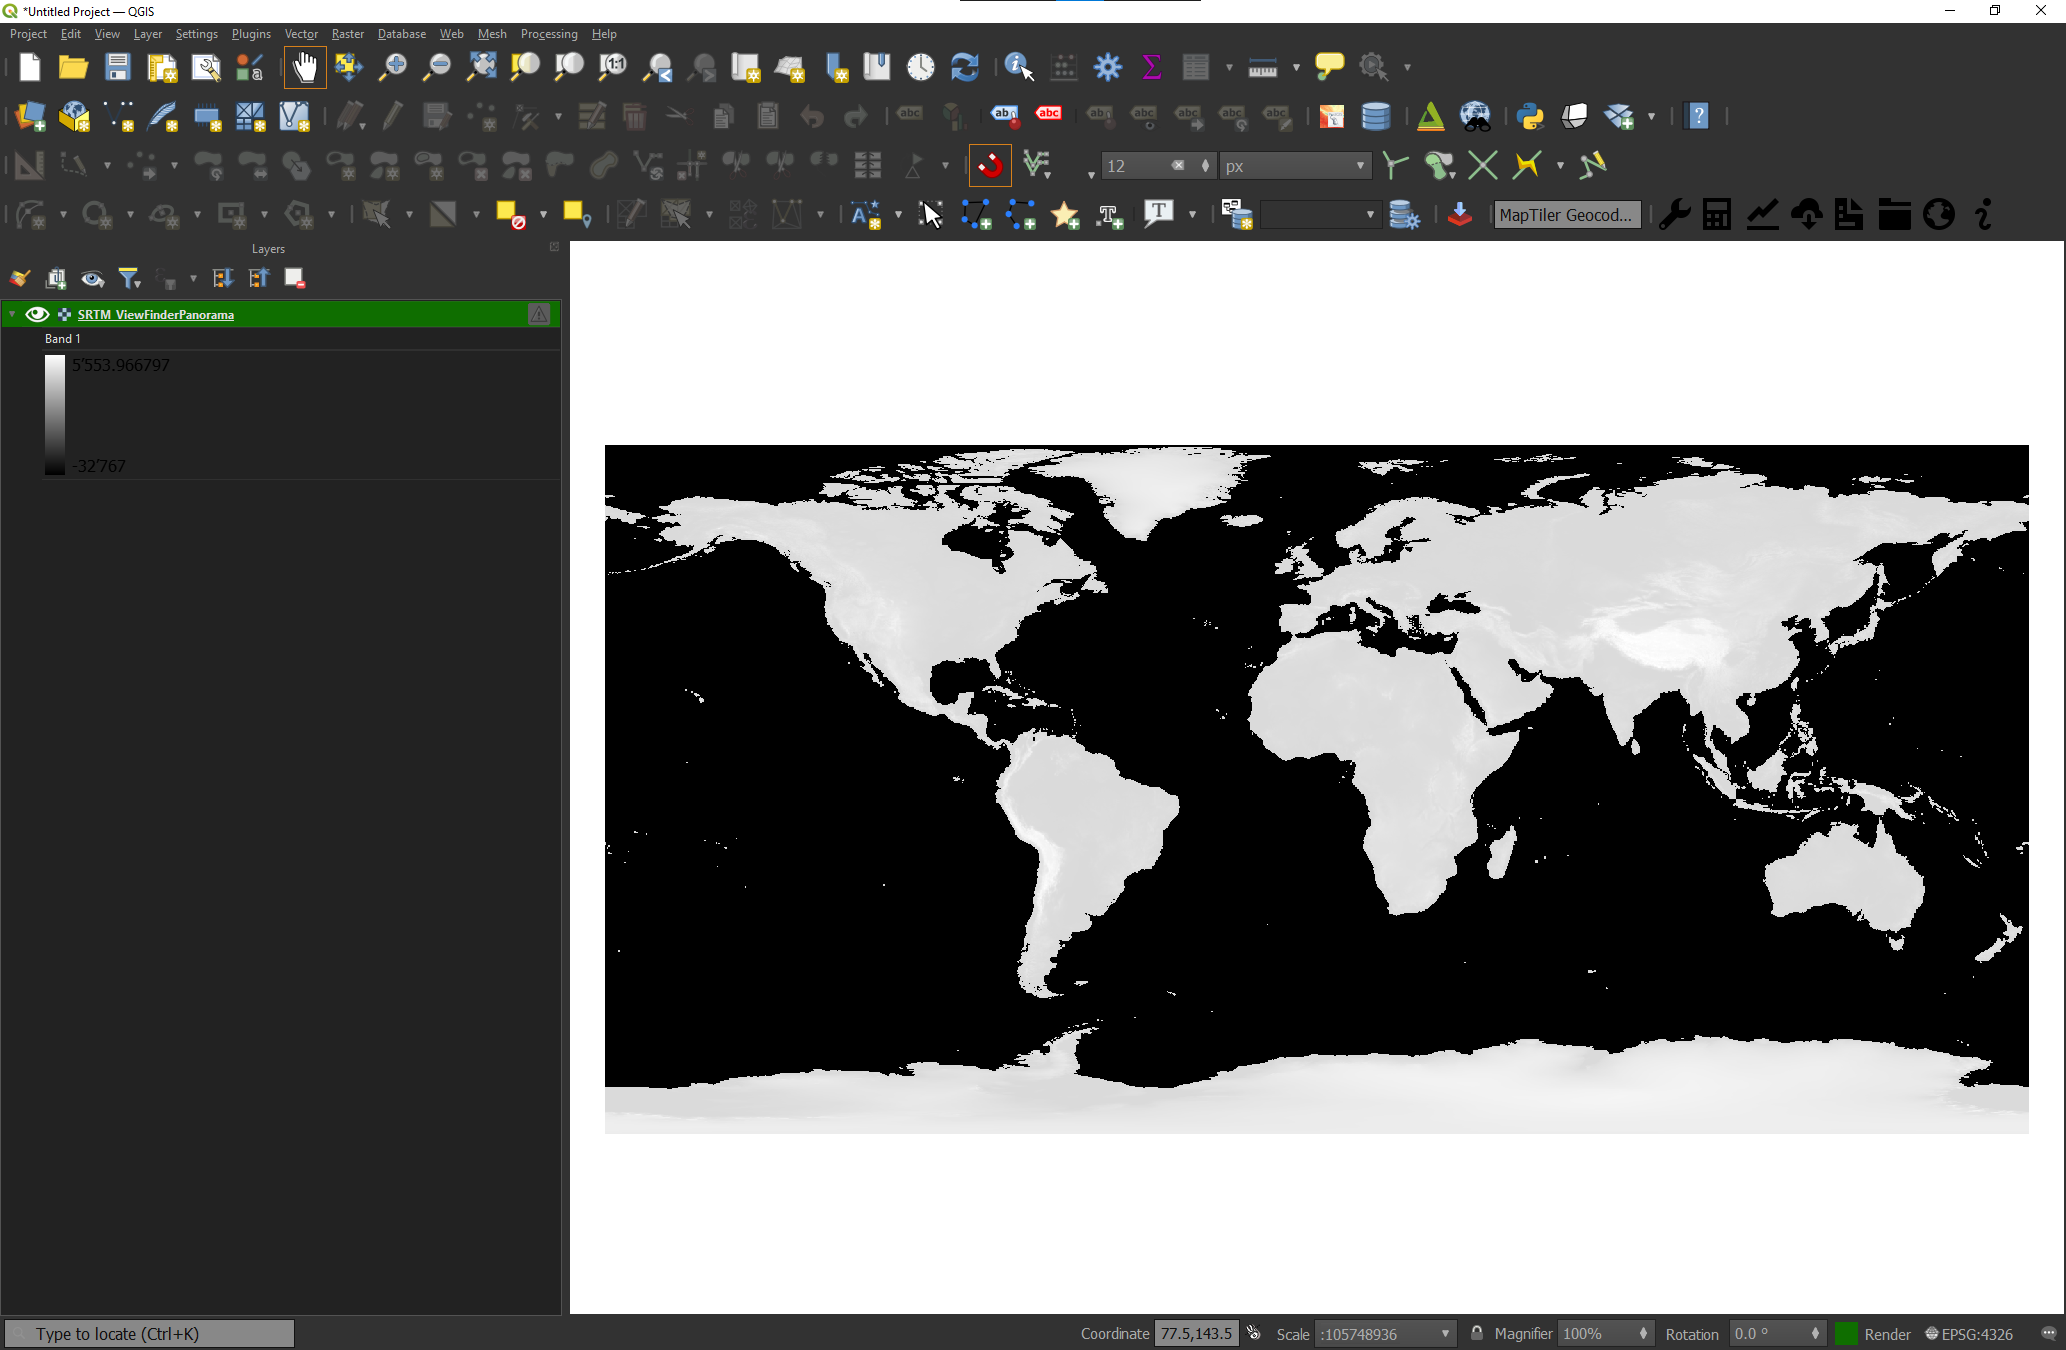 *Untitled Project — QGIS
Project Edit View Layer Settings Plugins Vector Raster Database Web Mesh Processing Help
12 px
MapTiler Geocod...
Layers
SRTM_ViewFinderPanorama
Band 1
5'553.966797
-32'767
Type to locate (Ctrl+K) Coordinate 77.5,143.5 Scale :105748936 Magnifier 100% Rotation 0.0 ° Render EPSG:4326